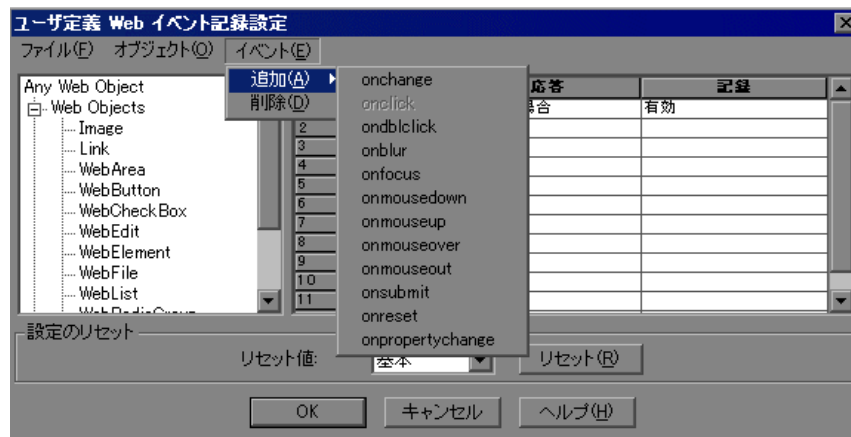 ユーザ定義 Web イベント記録設定
ファイル(F) オブジェクト(O) イベント(E)
追加(A)
削除(D)
onchange
onclick
ondblclick
onblur
onfocus
onmousedown
onmouseup
onmouseover
onmouseout
onsubmit
onreset
onpropertychange
Any Web Object
Web Objects
Image
Link
WebArea
WebButton
WebCheckBox
WebEdit
WebElement
WebFile
WebList
応答 記録
場合 有効
2
3
4
5
6
7
8
9
10
11
設定のリセット
リセット値: 基本 リセット(R)
OK キャンセル ヘルプ(H)